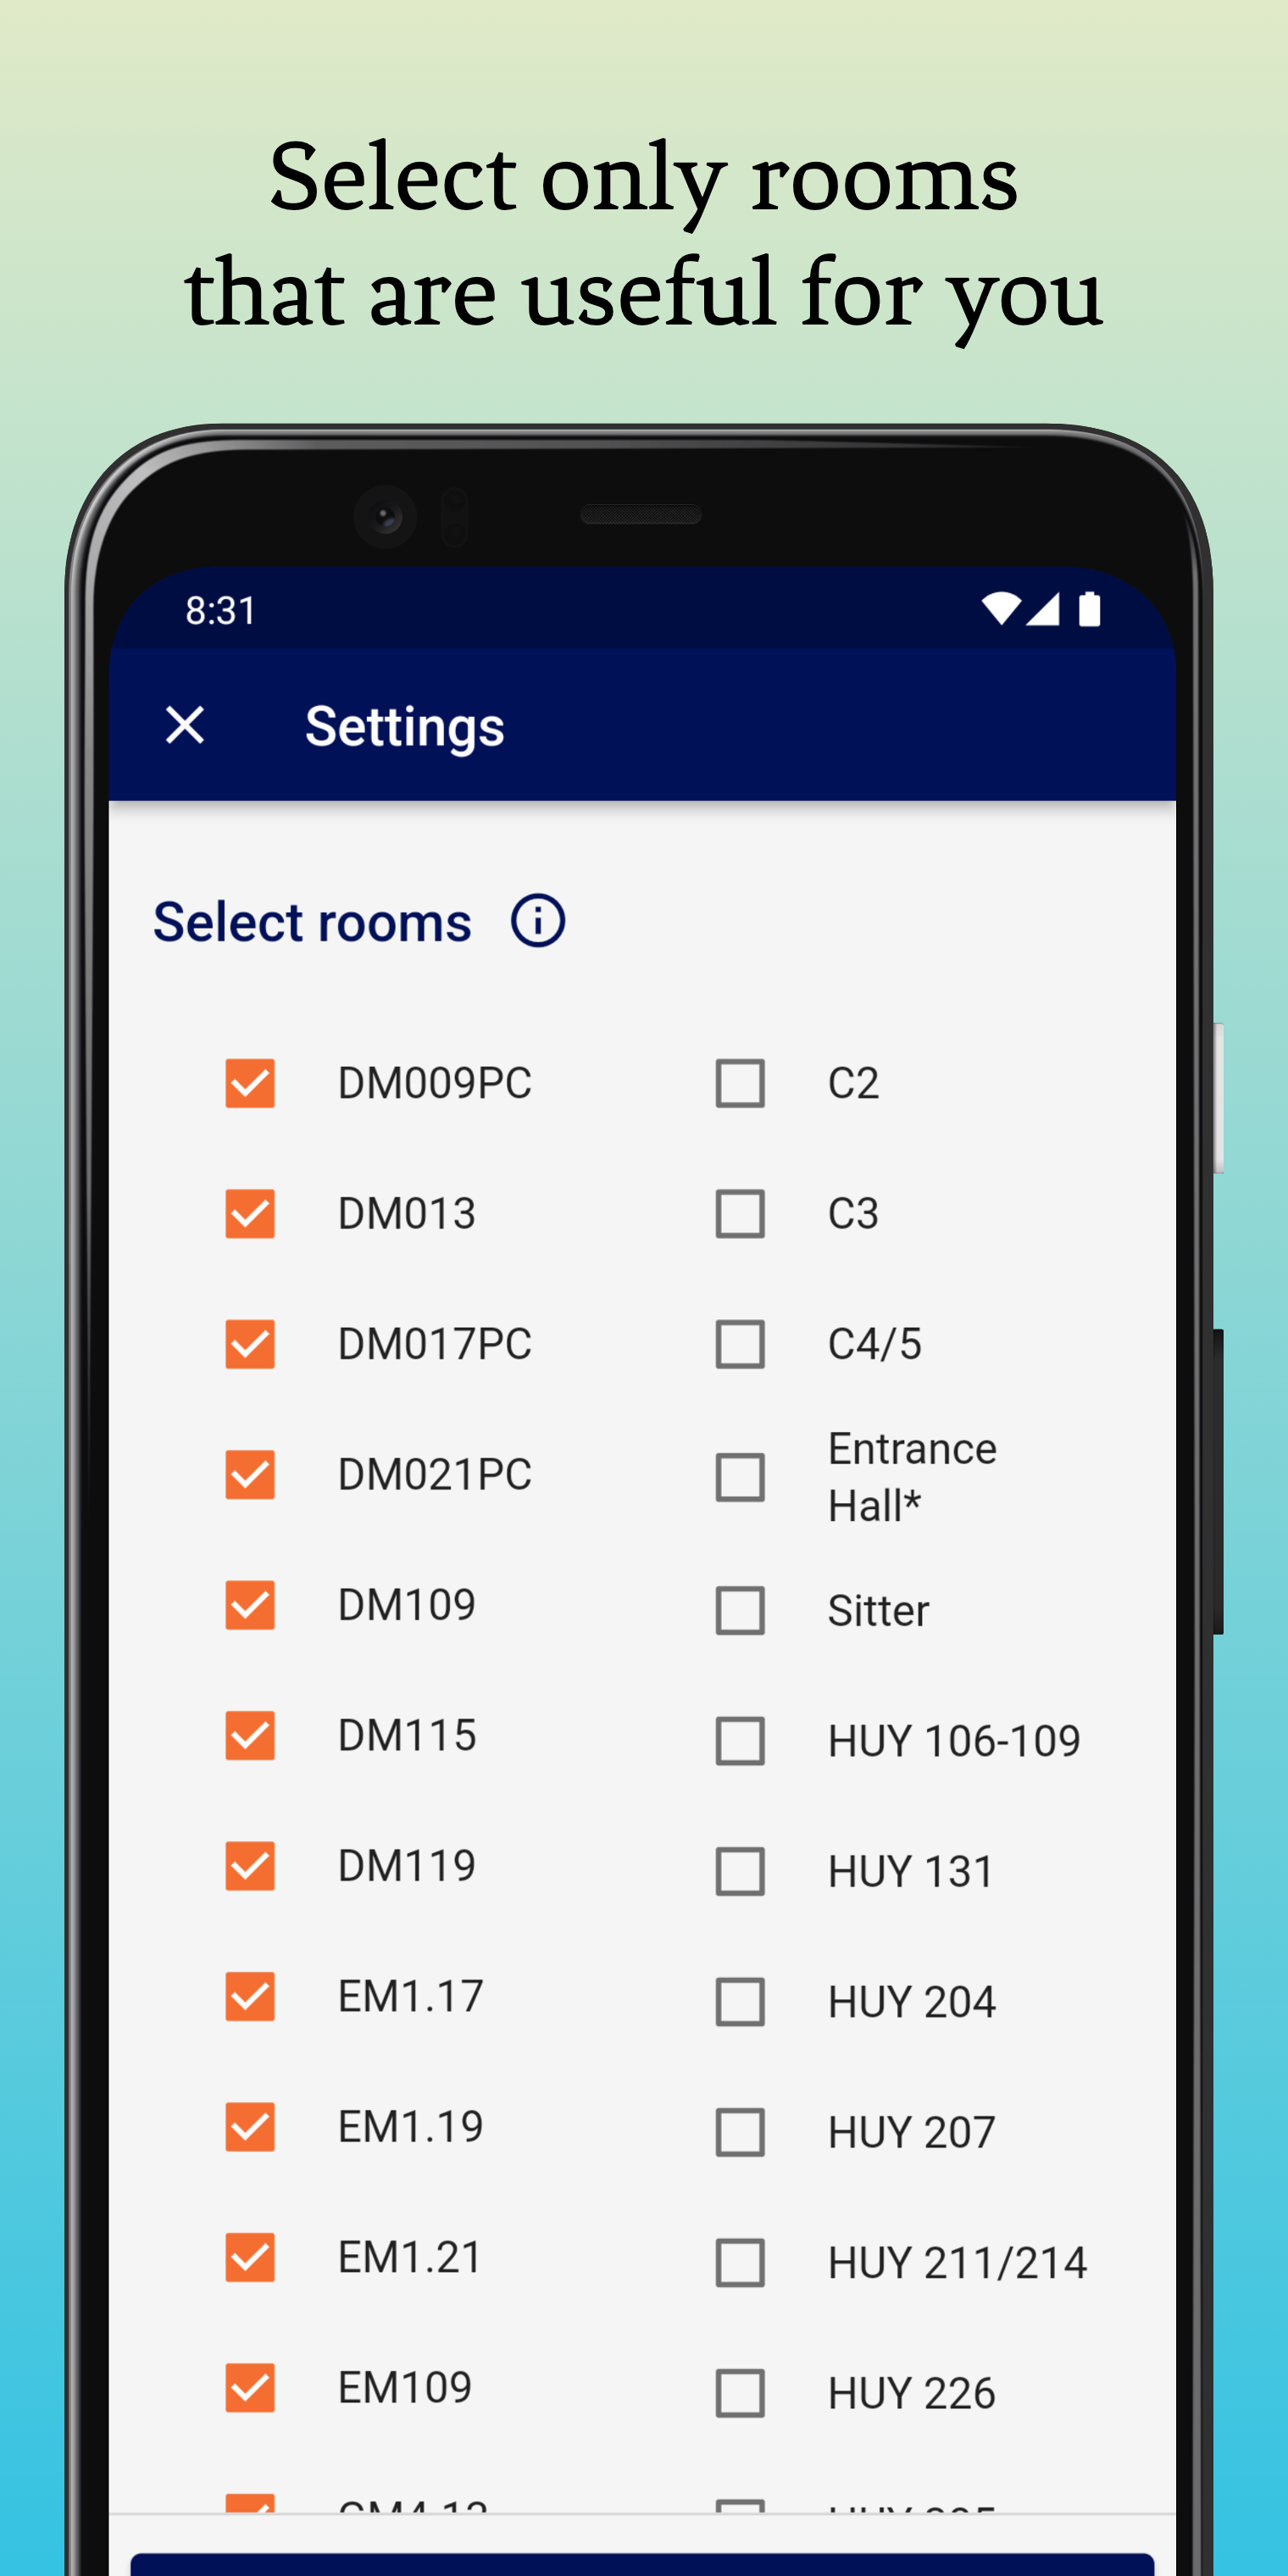 Select only rooms
that are useful for you
8:31
Settings
Select rooms
DM009PC
C2
DM013
C3
DM017PC
C4/5
DM021PC
Entrance
Hall*
DM109
Sitter
DM115
HUY 106-109
DM119
HUY 131
EM1.17
HUY 204
EM1.19
HUY 207
EM1.21
HUY 211/214
EM109
HUY 226